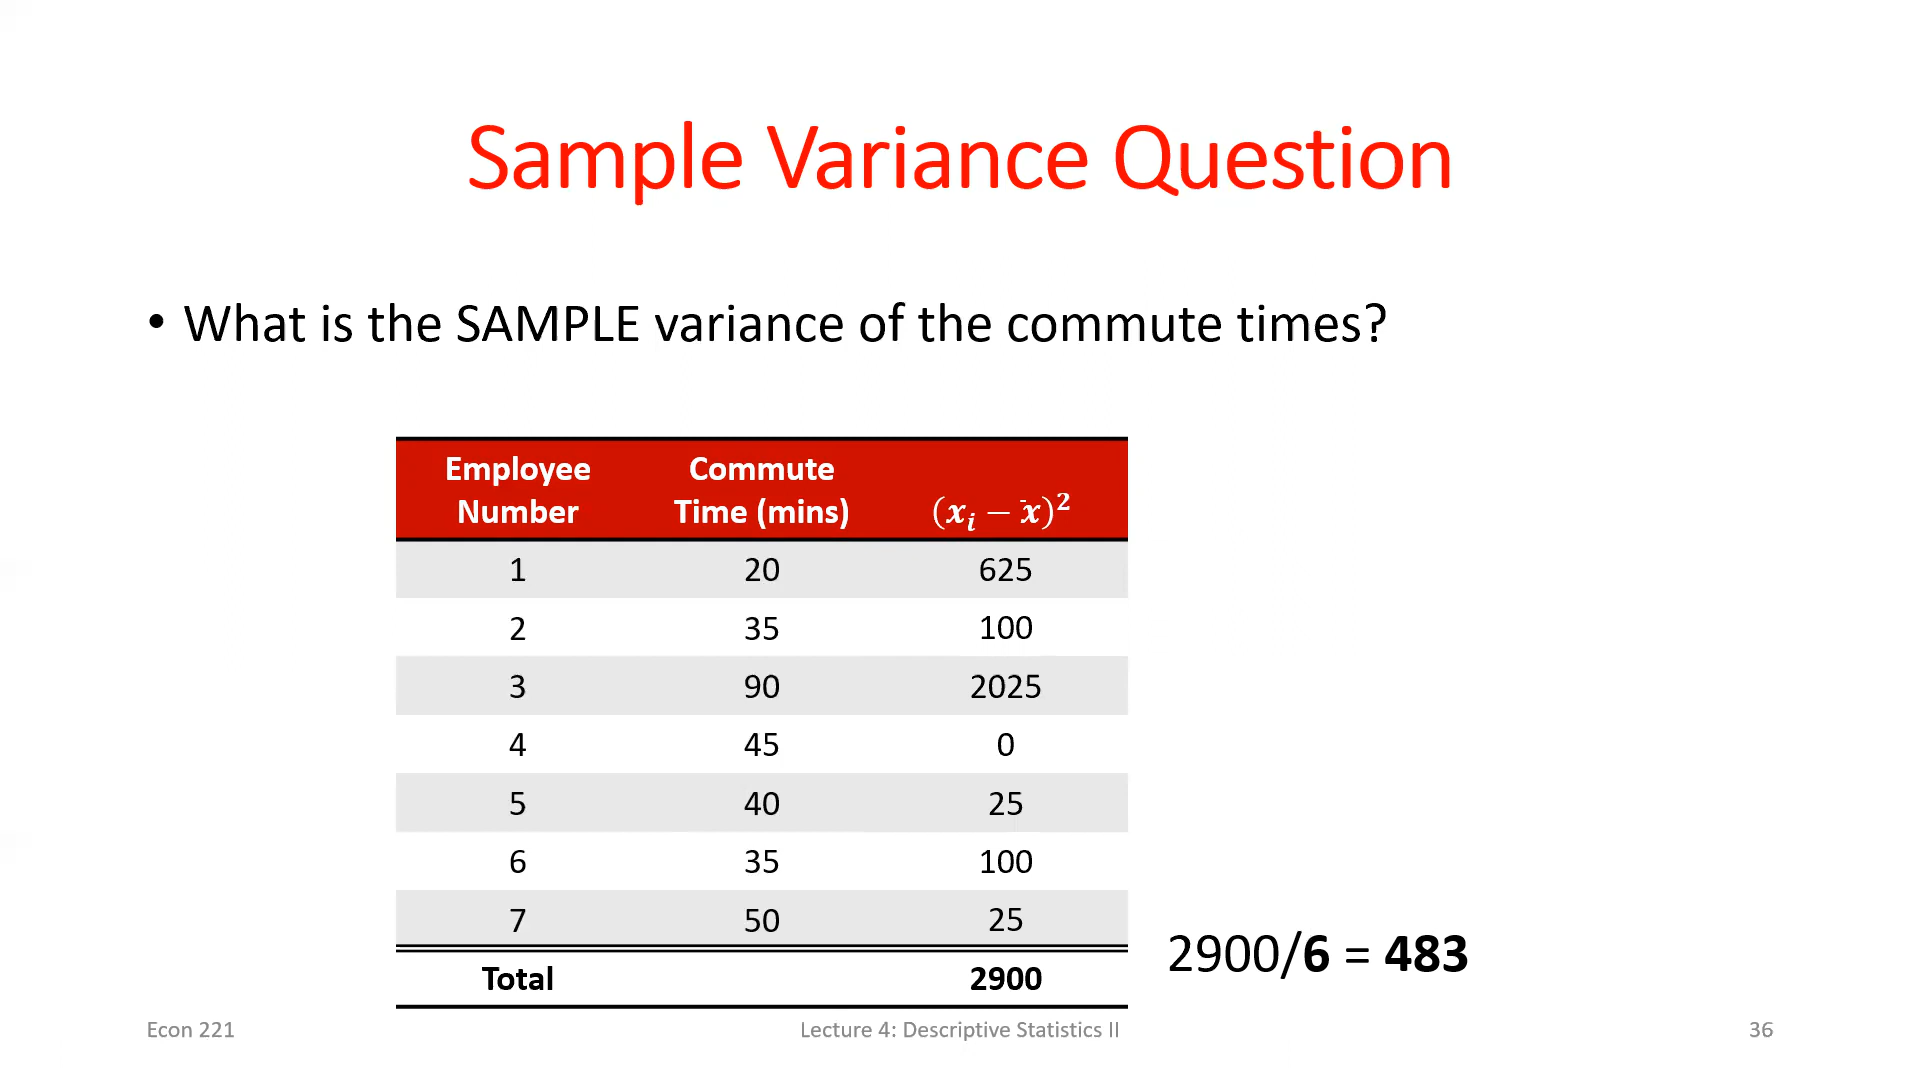 Sample Variance Question
• What is the SAMPLE variance of the commute times?
Employee Number Commute Time (mins) (xᵢ − x̄)²
1 20 625
2 35 100
3 90 2025
4 45 0
5 40 25
6 35 100
7 50 25
Total 2900
2900/6 = 483
Econ 221 Lecture 4: Descriptive Statistics II 36